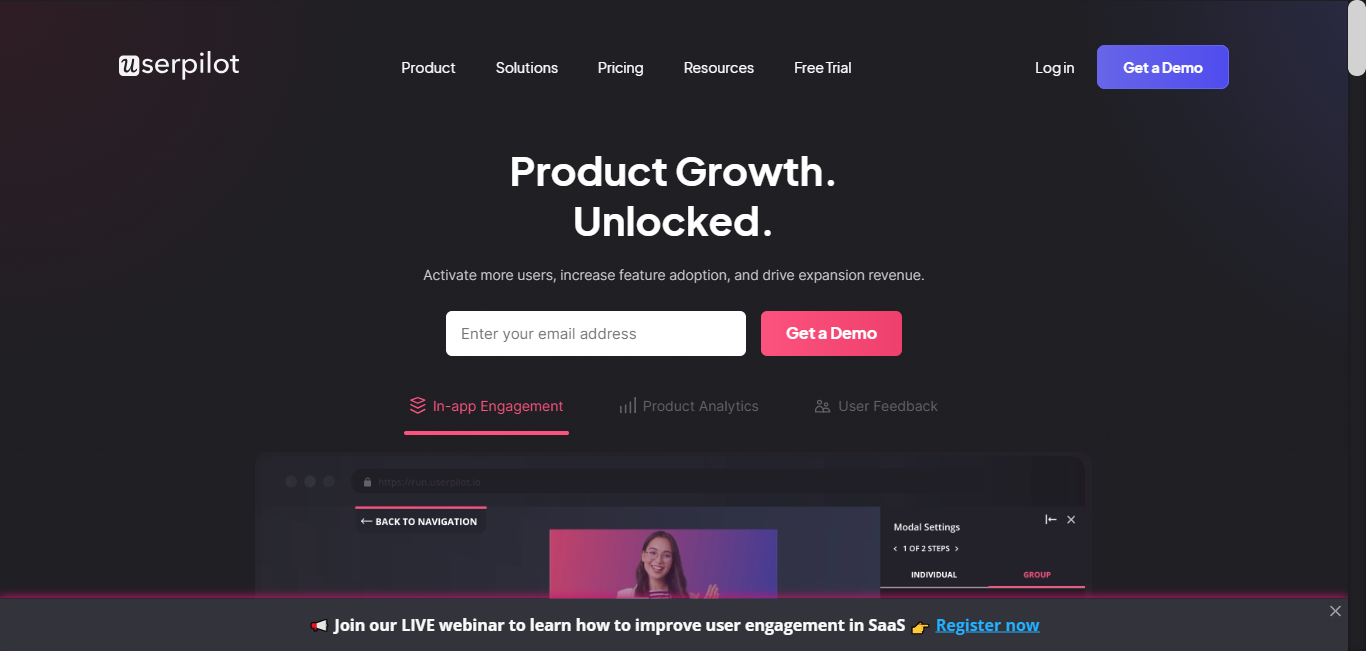 userpilot
Product Solutions Pricing Resources Free Trial Log in Get a Demo
Product Growth.
Unlocked.
Activate more users, increase feature adoption, and drive expansion revenue.
Enter your email address Get a Demo
In-app Engagement Product Analytics User Feedback
https://run.userpilot.io
← BACK TO NAVIGATION
Modal Settings
< 1 OF 2 STEPS >
INDIVIDUAL GROUP
📢 Join our LIVE webinar to learn how to improve user engagement in SaaS 👉 Register now